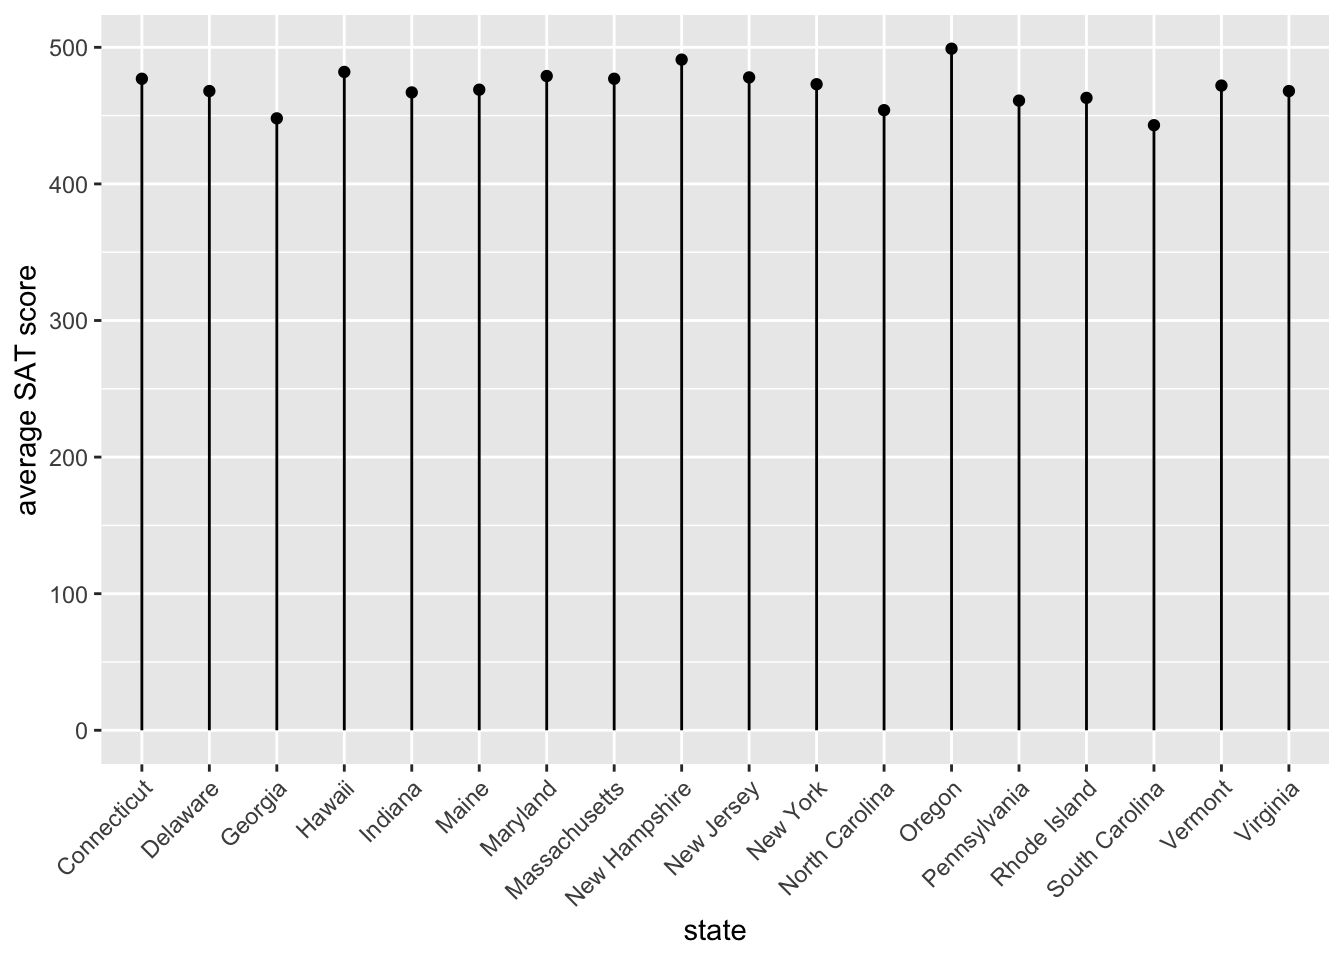 500
400
300
200
100
0
average SAT score
Connecticut
Delaware
Georgia
Hawaii
Indiana
Maine
Maryland
Massachusetts
New Hampshire
New Jersey
New York
North Carolina
Oregon
Pennsylvania
Rhode Island
South Carolina
Vermont
Virginia
state